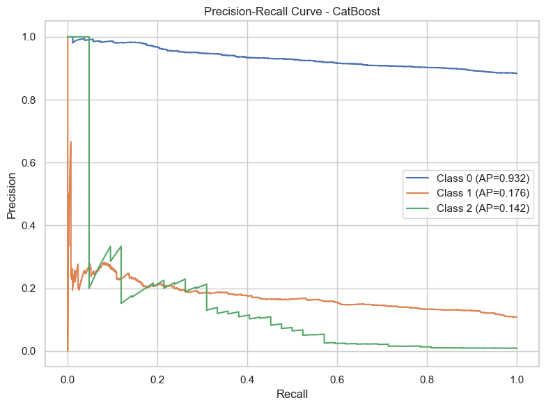 Precision-Recall Curve - CatBoost
1.0
0.8
0.6
0.4
0.2
0.0
Precision
Class 0 (AP=0.932)
Class 1 (AP=0.176)
Class 2 (AP=0.142)
0.0 0.2 0.4 0.6 0.8 1.0
Recall